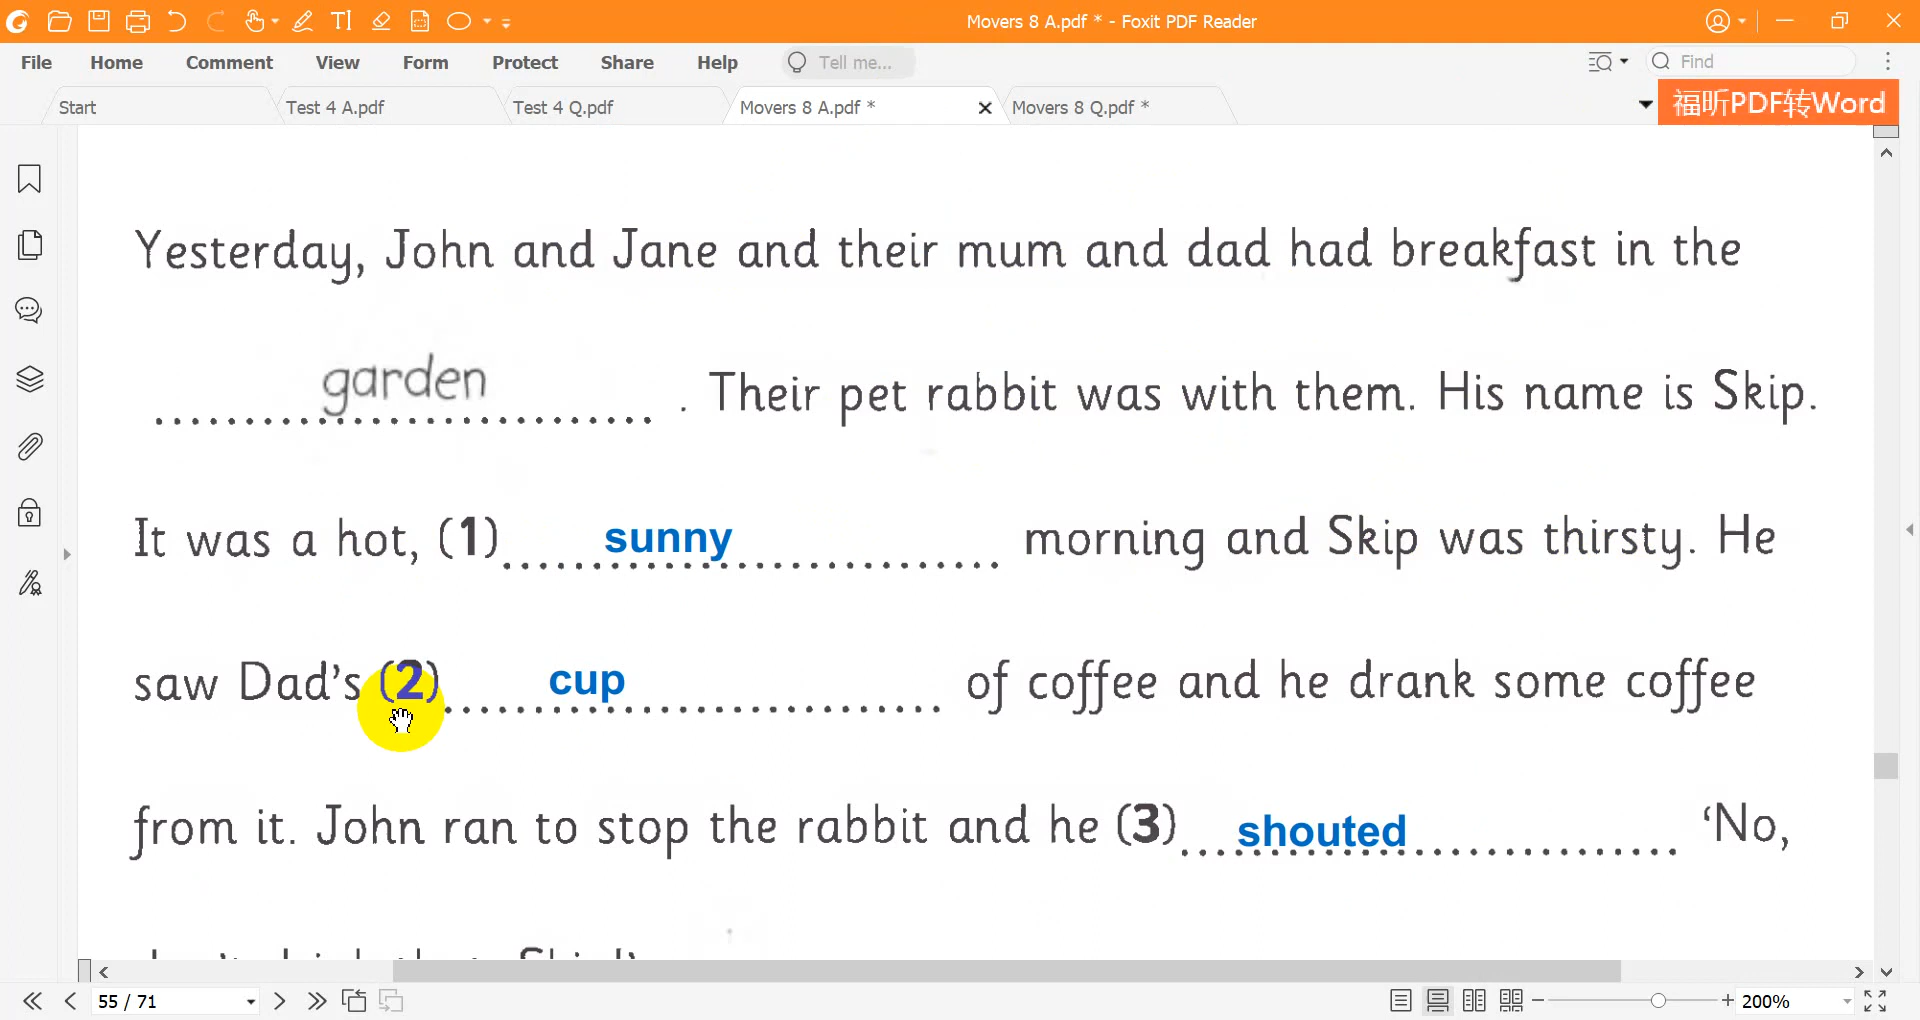 Movers 8 A.pdf * - Foxit PDF Reader
File Home Comment View Form Protect Share Help Tell me... Find
Start Test 4 A.pdf Test 4 Q.pdf Movers 8 A.pdf * Movers 8 Q.pdf * 福昕PDF转Word
Yesterday, John and Jane and their mum and dad had breakfast in the
garden . Their pet rabbit was with them. His name is Skip.
It was a hot, (1) sunny morning and Skip was thirsty. He
saw Dad's (2) cup of coffee and he drank some coffee
from it. John ran to stop the rabbit and he (3) shouted 'No,
55 / 71 200%